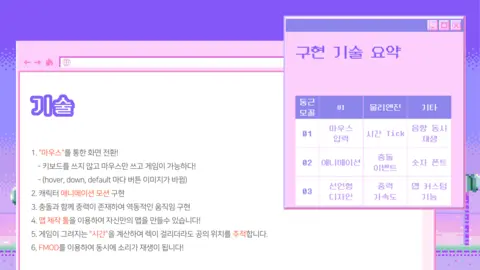 구현 기술 요약
기술
1. "마우스"를 통한 화면 전환!
- 키보드를 쓰지 않고 마우스만 쓰고 게임이 가능하다!
- (hover, down, default 마다 버튼 이미지가 바뀜)
2. 캐릭터 애니메이션 모션 구현
3. 충돌과 함께 중력이 존재하여 역동적인 움직임 구현
4. 맵 제작 툴을 이용하여 자신만의 맵을 만들수 있습니다!
5. 게임이 그려지는 "시간"을 계산하여 렉이 걸리더라도 공의 위치를 추적합니다.
6. FMOD를 이용하여 동시에 소리가 재생이 됩니다!
둥근모꼴 01 물리엔진 기타
01 마우스 입력 시간 tick 음향 동시 재생
02 애니메이션 충돌 이벤트 숫자 폰트
03 신인형 디자인 중력 가속도 맵 커스텀 기능